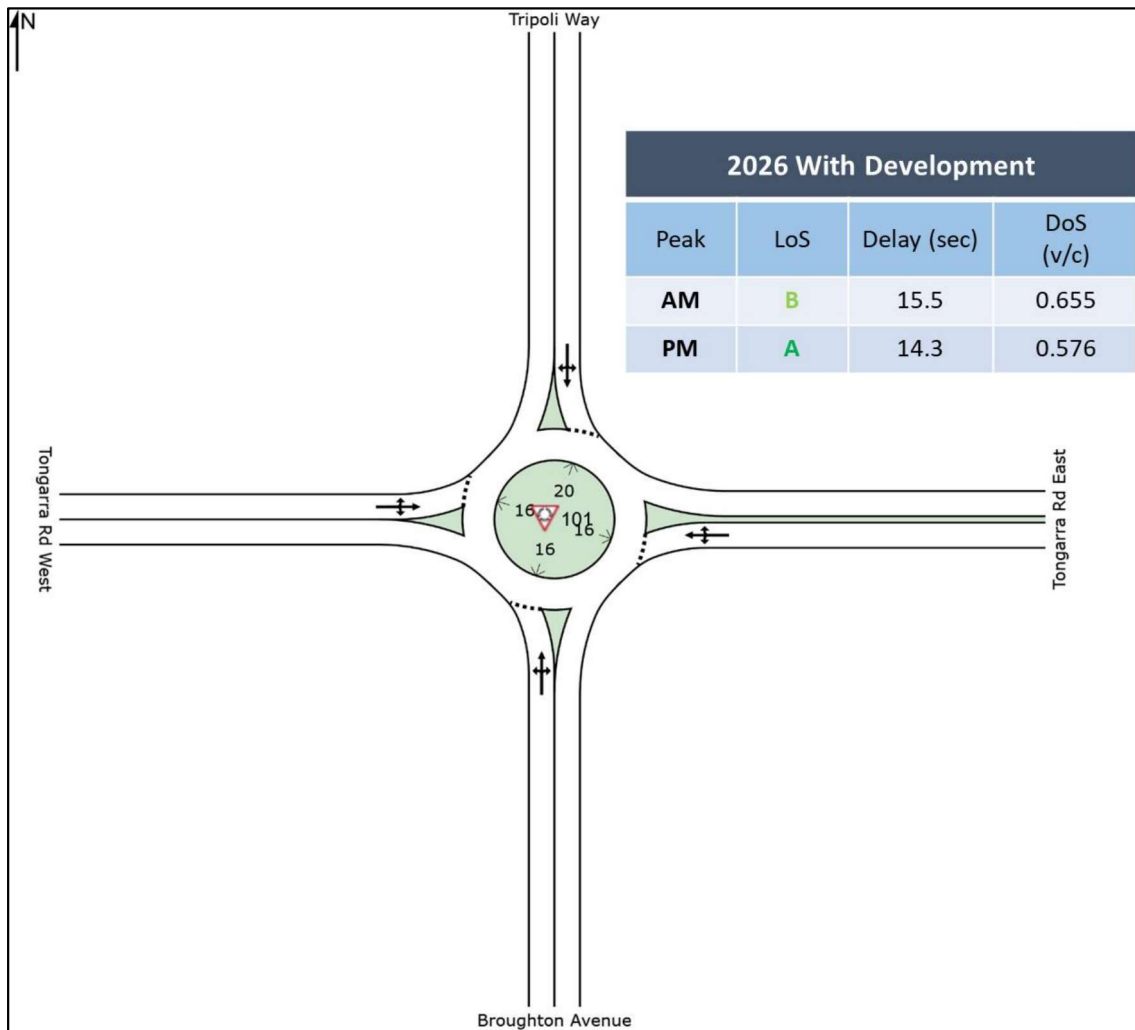 N
Tripoli Way
2026 With Development
Peak LoS Delay (sec) DoS (v/c)
AM B 15.5 0.655
PM A 14.3 0.576
Tongarra Rd West
Tongarra Rd East
20
16 101
16
16
Broughton Avenue